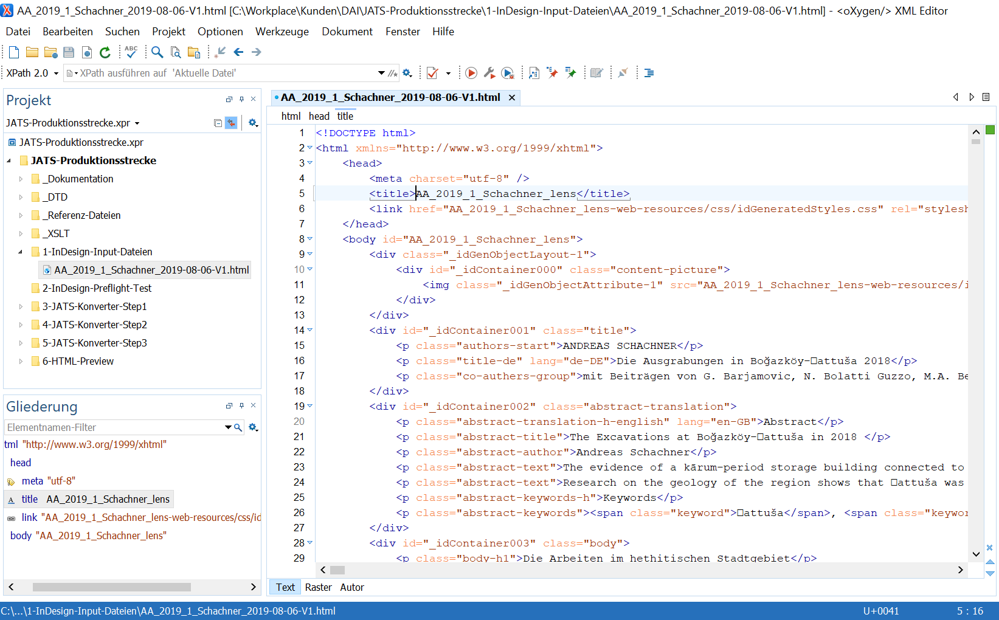 AA_2019_1_Schachner_2019-08-06-V1.html [C:\Workplace\Kunden\DAI\JATS-Produktionsstrecke\1-InDesign-Input-Dateien\AA_2019_1_Schachner_2019-08-06-V1.html] - <oXygen/> XML Editor
Datei Bearbeiten Suchen Projekt Optionen Werkzeuge Dokument Fenster Hilfe
ABC
XPath 2.0 XPath ausführen auf 'Aktuelle Datei'
Projekt
JATS-Produktionsstrecke.xpr
JATS-Produktionsstrecke.xpr
JATS-Produktionsstrecke
_Dokumentation
_DTD
_Referenz-Dateien
_XSLT
1-InDesign-Input-Dateien
AA_2019_1_Schachner_2019-08-06-V1.html
2-InDesign-Preflight-Test
3-JATS-Konverter-Step1
4-JATS-Konverter-Step2
5-JATS-Konverter-Step3
6-HTML-Preview
Gliederung
Elementnamen-Filter
tml "http://www.w3.org/1999/xhtml"
head
meta "utf-8"
title AA_2019_1_Schachner_lens
link "AA_2019_1_Schachner_lens-web-resources/css/id
body "AA_2019_1_Schachner_lens"
AA_2019_1_Schachner_2019-08-06-V1.html
html head title
1 <!DOCTYPE html>
2 <html xmlns="http://www.w3.org/1999/xhtml">
3 <head>
4 <meta charset="utf-8" />
5 <title>AA_2019_1_Schachner_lens</title>
6 <link href="AA_2019_1_Schachner_lens-web-resources/css/idGeneratedStyles.css" rel="stylesh
7 </head>
8 <body id="AA_2019_1_Schachner_lens">
9 <div class="_idGenObjectLayout-1">
10 <div id="_idContainer000" class="content-picture">
11 <img class="_idGenObjectAttribute-1" src="AA_2019_1_Schachner_lens-web-resources/i
12 </div>
13 </div>
14 <div id="_idContainer001" class="title">
15 <p class="authors-start">ANDREAS SCHACHNER</p>
16 <p class="title-de" lang="de-DE">Die Ausgrabungen in Boğazköy-□attuša 2018</p>
17 <p class="co-authers-group">mit Beiträgen von G. Barjamovic, N. Bolatti Guzzo, M.A. Be
18 </div>
19 <div id="_idContainer002" class="abstract-translation">
20 <p class="abstract-translation-h-english" lang="en-GB">Abstract</p>
21 <p class="abstract-title">The Excavations at Boğazköy-□attuša in 2018 </p>
22 <p class="abstract-author">Andreas Schachner</p>
23 <p class="abstract-text">The evidence of a kārum-period storage building connected to
24 <p class="abstract-text">Research on the geology of the region shows that □attuša was
25 <p class="abstract-keywords-h">Keywords</p>
26 <p class="abstract-keywords"><span class="keyword">□attuša</span>, <span class="keywor
27 </div>
28 <div id="_idContainer003" class="body">
29 <p class="body-h1">Die Arbeiten im hethitischen Stadtgebiet</p>
Text Raster Autor
C:\...\1-InDesign-Input-Dateien\AA_2019_1_Schachner_2019-08-06-V1.html U+0041 5 : 16